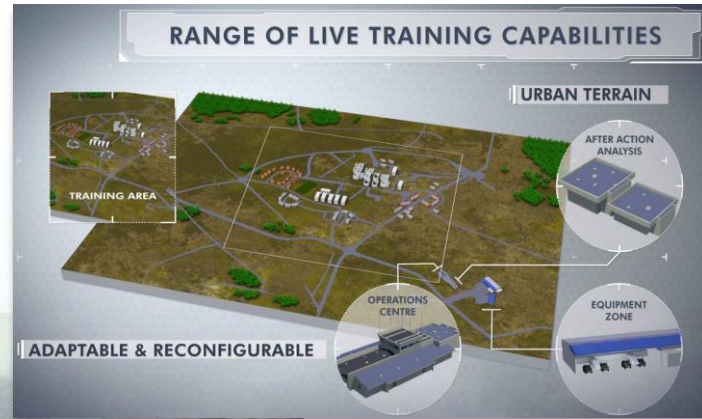 RANGE OF LIVE TRAINING CAPABILITIES
URBAN TERRAIN
AFTER ACTION
ANALYSIS
TRAINING AREA
OPERATIONS
CENTRE
EQUIPMENT
ZONE
ADAPTABLE & RECONFIGURABLE